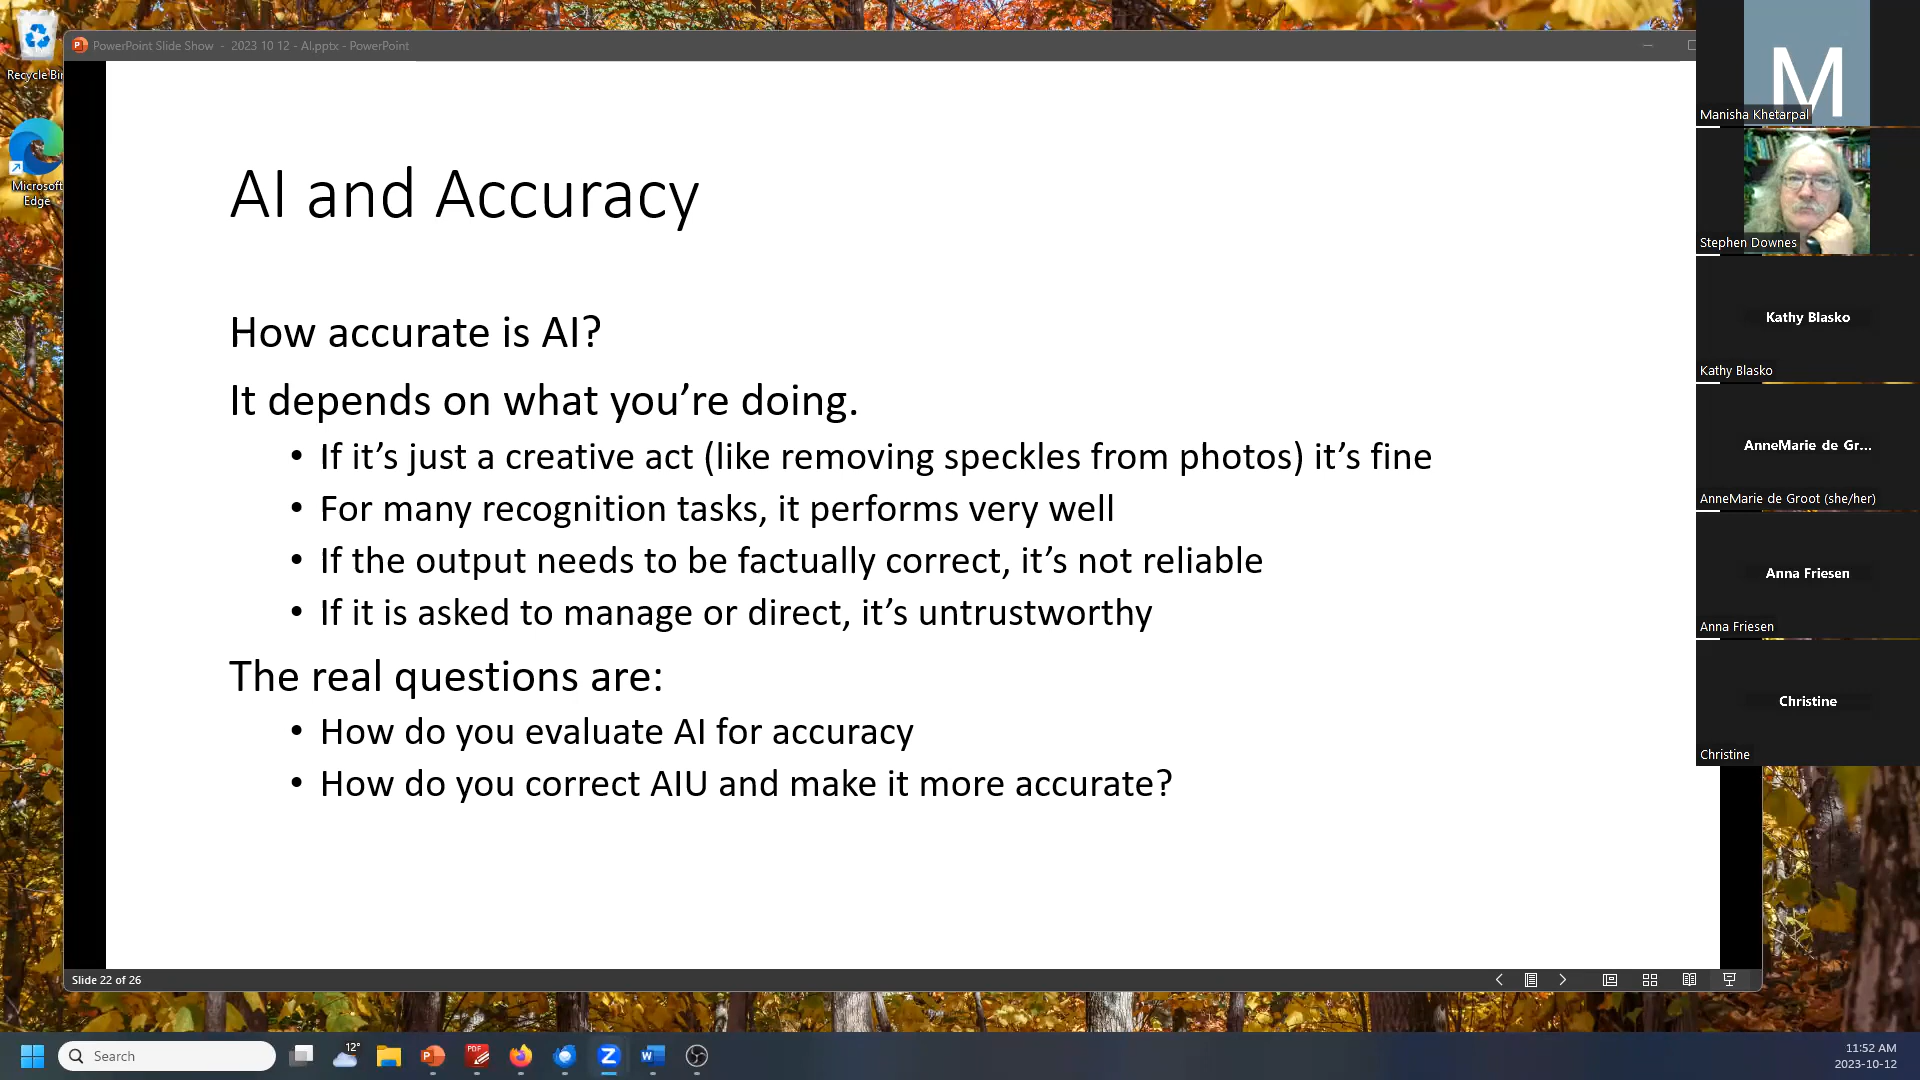 Recycle Bin
PowerPoint Slide Show - 2023 10 12 - AI.pptx - PowerPoint
Microsoft
Edge
AI and Accuracy
How accurate is AI?
It depends on what you’re doing.
• If it’s just a creative act (like removing speckles from photos) it’s fine
• For many recognition tasks, it performs very well
• If the output needs to be factually correct, it’s not reliable
• If it is asked to manage or direct, it’s untrustworthy
The real questions are:
• How do you evaluate AI for accuracy
• How do you correct AIU and make it more accurate?
Slide 22 of 26
M
Manisha Khetarpal
Stephen Downes
Kathy Blasko
Kathy Blasko
AnneMarie de Gr...
AnneMarie de Groot (she/her)
Anna Friesen
Anna Friesen
Christine
Christine
Search
12°
P
PDF
Z
W
11:52 AM
2023-10-12